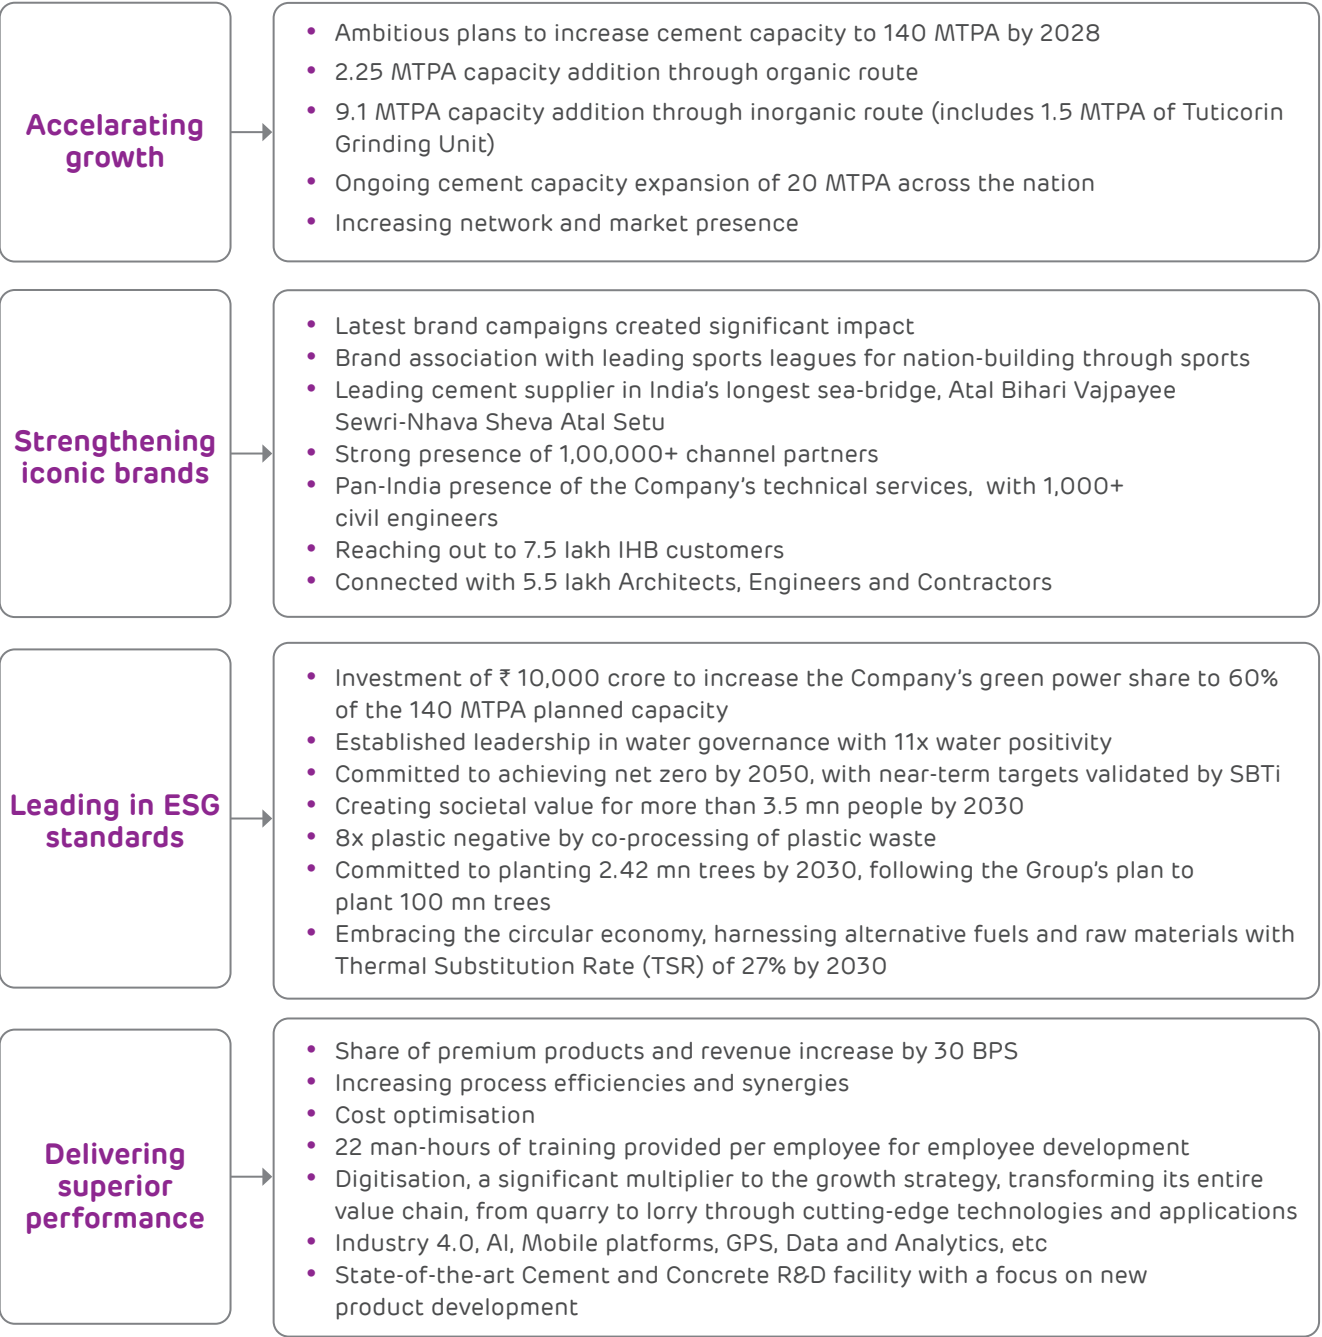 Accelarating
growth
• Ambitious plans to increase cement capacity to 140 MTPA by 2028
• 2.25 MTPA capacity addition through organic route
• 9.1 MTPA capacity addition through inorganic route (includes 1.5 MTPA of Tuticorin
Grinding Unit)
• Ongoing cement capacity expansion of 20 MTPA across the nation
• Increasing network and market presence
Strengthening
iconic brands
• Latest brand campaigns created significant impact
• Brand association with leading sports leagues for nation-building through sports
• Leading cement supplier in India's longest sea-bridge, Atal Bihari Vajpayee
Sewri-Nhava Sheva Atal Setu
• Strong presence of 1,00,000+ channel partners
• Pan-India presence of the Company's technical services, with 1,000+
civil engineers
• Reaching out to 7.5 lakh IHB customers
• Connected with 5.5 lakh Architects, Engineers and Contractors
Leading in ESG
standards
• Investment of ₹ 10,000 crore to increase the Company's green power share to 60%
of the 140 MTPA planned capacity
• Established leadership in water governance with 11x water positivity
• Committed to achieving net zero by 2050, with near-term targets validated by SBTi
• Creating societal value for more than 3.5 mn people by 2030
• 8x plastic negative by co-processing of plastic waste
• Committed to planting 2.42 mn trees by 2030, following the Group's plan to
plant 100 mn trees
• Embracing the circular economy, harnessing alternative fuels and raw materials with
Thermal Substitution Rate (TSR) of 27% by 2030
Delivering
superior
performance
• Share of premium products and revenue increase by 30 BPS
• Increasing process efficiencies and synergies
• Cost optimisation
• 22 man-hours of training provided per employee for employee development
• Digitisation, a significant multiplier to the growth strategy, transforming its entire
value chain, from quarry to lorry through cutting-edge technologies and applications
• Industry 4.0, AI, Mobile platforms, GPS, Data and Analytics, etc
• State-of-the-art Cement and Concrete R&D facility with a focus on new
product development